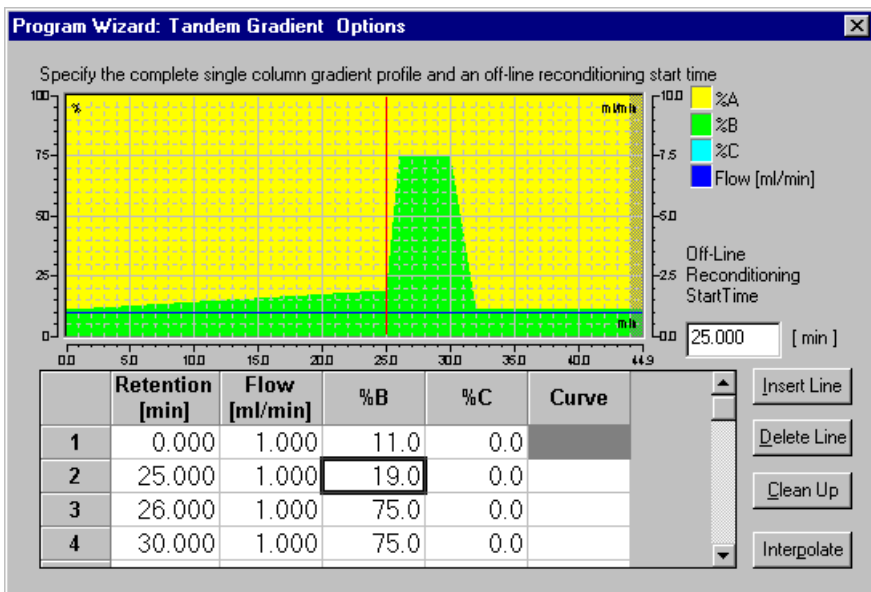 Program Wizard: Tandem Gradient Options
Specify the complete single column gradient profile and an off-line reconditioning start time
100 % ml/min 10.0
75 7.5
50 5.0
25 2.5
0 min 0.0
0.0 5.0 10.0 15.0 20.0 25.0 30.0 35.0 40.0 44.9
%A
%B
%C
Flow [ml/min]
Off-Line
Reconditioning
StartTime
25.000 [ min ]
Retention [min] Flow [ml/min] %B %C Curve
1 0.000 1.000 11.0 0.0
2 25.000 1.000 19.0 0.0
3 26.000 1.000 75.0 0.0
4 30.000 1.000 75.0 0.0
Insert Line
Delete Line
Clean Up
Interpolate